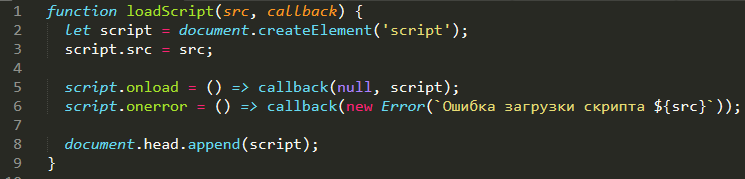 1 function loadScript(src, callback) {
2 let script = document.createElement('script');
3 script.src = src;
4
5 script.onload = () => callback(null, script);
6 script.onerror = () => callback(new Error(`Ошибка загрузки скрипта ${src}`));
7
8 document.head.append(script);
9 }